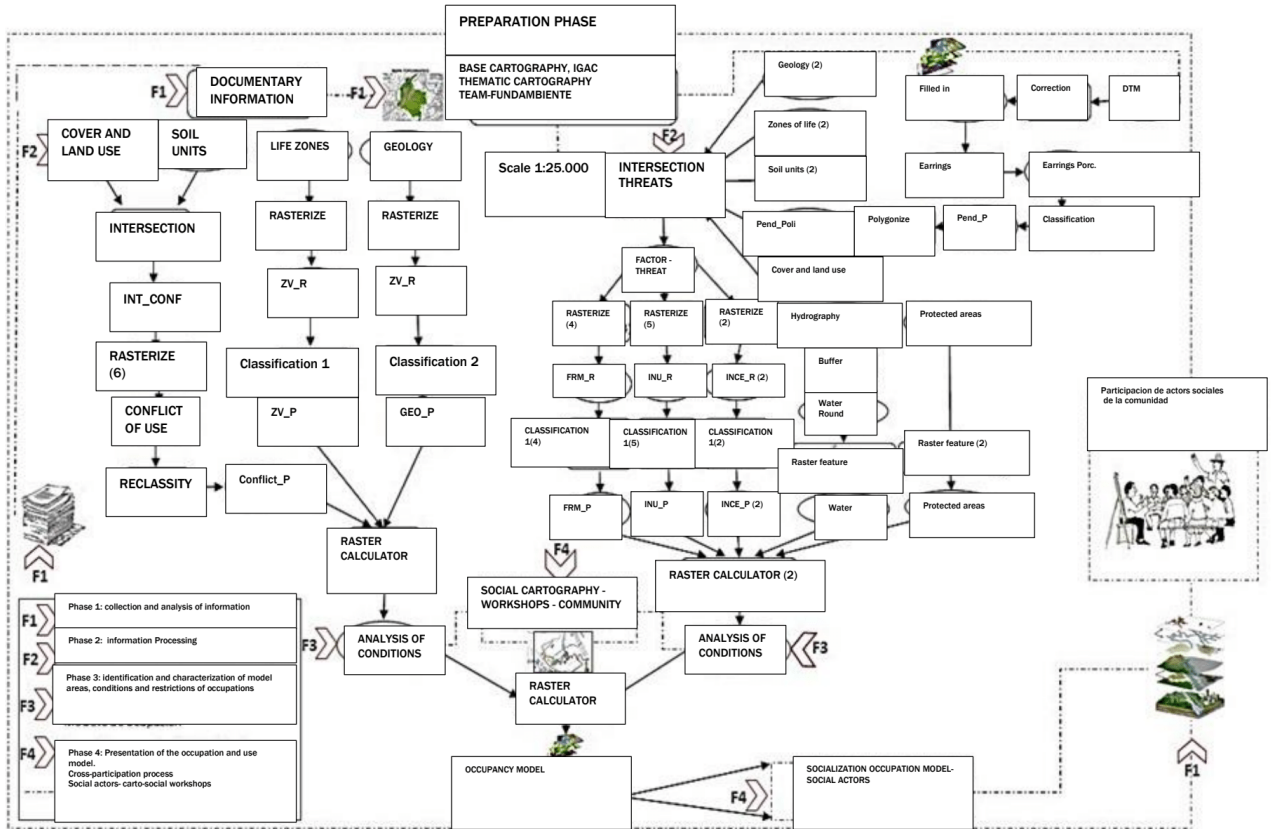 PREPARATION PHASE
BASE CARTOGRAPHY, IGAC
THEMATIC CARTOGRAPHY
TEAM-FUNDAMBIENTE
F1
DOCUMENTARY
INFORMATION
F1
F2
COVER AND
LAND USE
SOIL
UNITS
LIFE ZONES
GEOLOGY
INTERSECTION
RASTERIZE
RASTERIZE
INT_CONF
ZV_R
ZV_R
RASTERIZE
(6)
Classification 1
Classification 2
CONFLICT
OF USE
ZV_P
GEO_P
RECLASSITY
Conflict_P
RASTER
CALCULATOR
F3
ANALYSIS OF
CONDITIONS
F2
Scale 1:25.000
INTERSECTION
THREATS
Geology (2)
Zones of life (2)
Soil units (2)
Pend_Poli
Cover and land use
Filled in
Correction
DTM
Earrings
Earrings Porc.
Polygonize
Pend_P
Classification
FACTOR -
THREAT
RASTERIZE
(4)
RASTERIZE
(5)
RASTERIZE
(2)
Hydrography
Protected areas
FRM_R
INU_R
INCE_R (2)
Buffer
Water
Round
CLASSIFICATION
1(4)
CLASSIFICATION
1(5)
CLASSIFICATION
1(2)
Raster feature
Raster feature (2)
FRM_P
INU_P
INCE_P (2)
Water
Protected areas
RASTER CALCULATOR (2)
ANALYSIS OF
CONDITIONS
F3
F4
SOCIAL CARTOGRAPHY -
WORKSHOPS - COMMUNITY
RASTER
CALCULATOR
OCCUPANCY MODEL
F4
SOCIALIZATION OCCUPATION MODEL-
SOCIAL ACTORS
Participacion de actors sociales
de la comunidad
F1
F1
F1
Phase 1: collection and analysis of information
F2
Phase 2: information Processing
F3
Phase 3: identification and characterization of model
areas, conditions and restrictions of occupations
F4
Phase 4: Presentation of the occupation and use
model.
Cross-participation process
Social actors- carto-social workshops